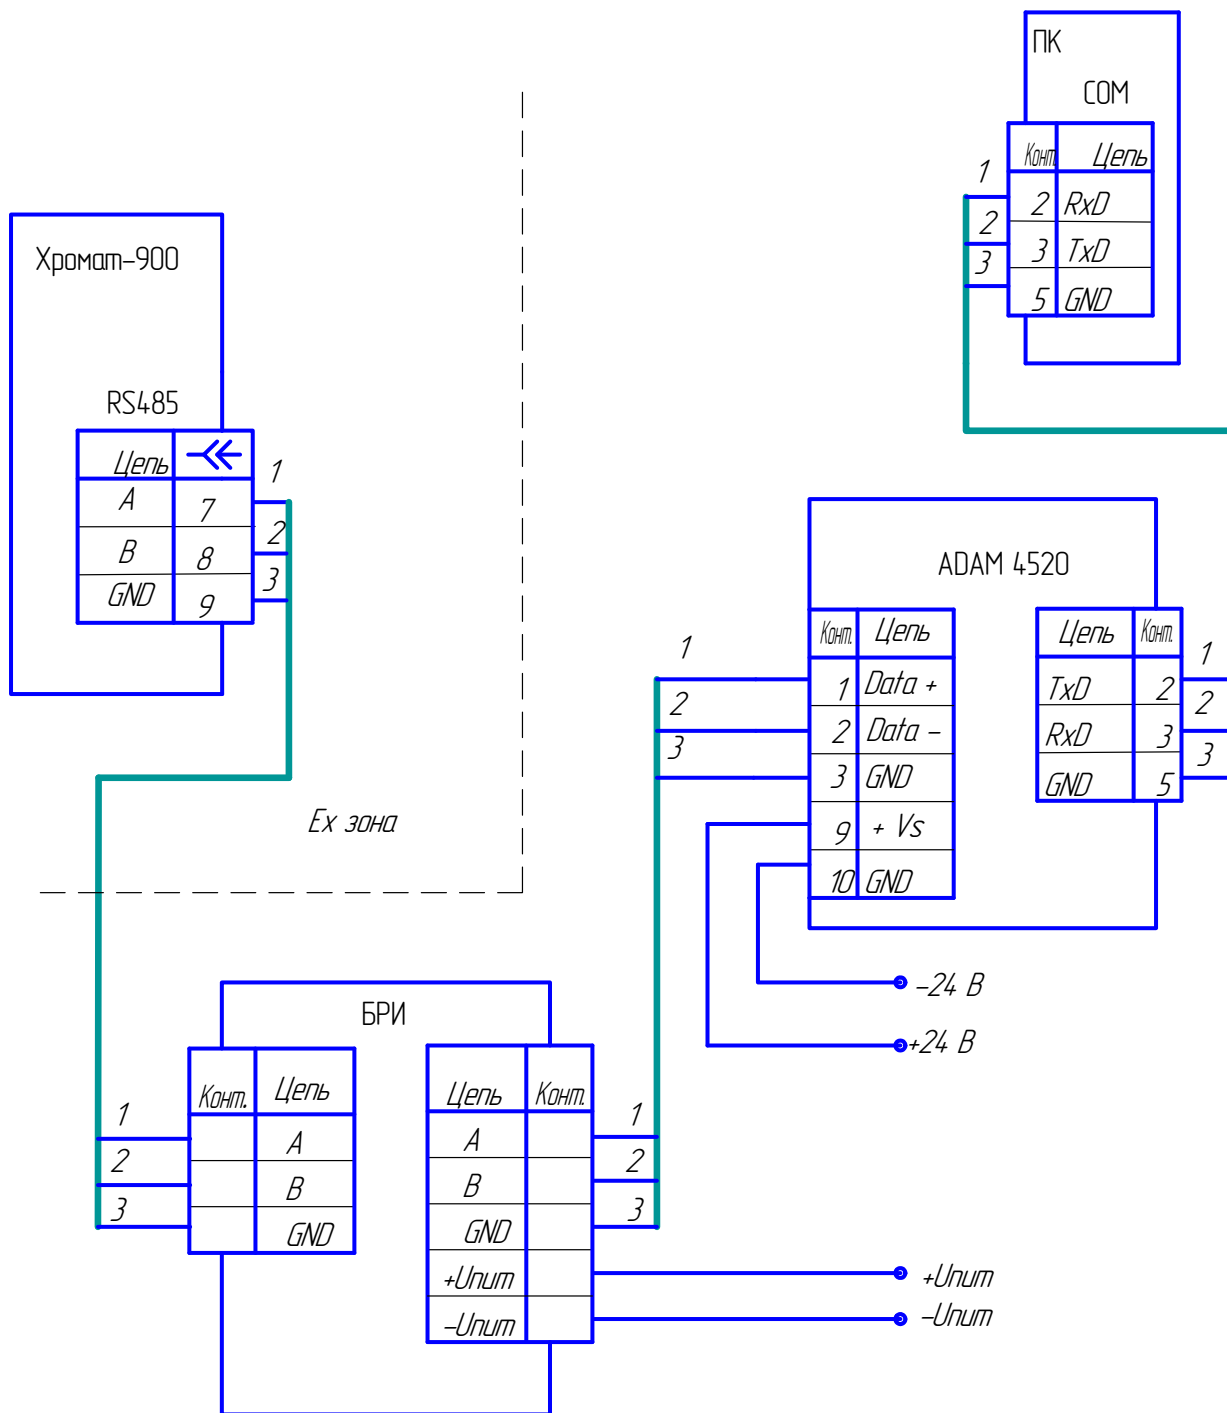 ПК
COM
Конт. Цепь
1
2 RxD
2
3 TxD
3
5 GND
Хромат-900
RS485
Цепь
1
A 7
2
B 8
3
GND 9
Ex зона
ADAM 4520
Конт. Цепь
Цепь Конт.
1
1 Data +
TxD 2
1
2
2 Data -
RxD 3
2
3
3 GND
GND 5
3
9 + Vs
10 GND
-24 В
+24 В
БРИ
Конт. Цепь
Цепь Конт.
1
A
A
1
2
B
B
2
3
GND
GND
3
+Uпит
+Uпит
-Uпит
-Uпит